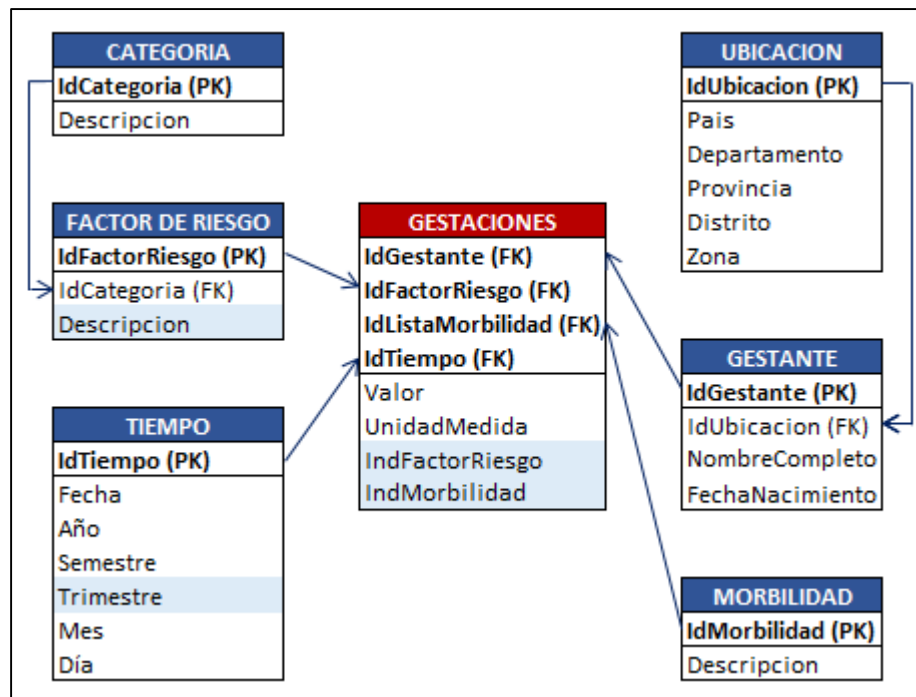 CATEGORIA
IdCategoria (PK)
Descripcion
FACTOR DE RIESGO
IdFactorRiesgo (PK)
IdCategoria (FK)
Descripcion
TIEMPO
IdTiempo (PK)
Fecha
Año
Semestre
Trimestre
Mes
Día
GESTACIONES
IdGestante (FK)
IdFactorRiesgo (FK)
IdListaMorbilidad (FK)
IdTiempo (FK)
Valor
UnidadMedida
IndFactorRiesgo
IndMorbilidad
UBICACION
IdUbicacion (PK)
Pais
Departamento
Provincia
Distrito
Zona
GESTANTE
IdGestante (PK)
IdUbicacion (FK)
NombreCompleto
FechaNacimiento
MORBILIDAD
IdMorbilidad (PK)
Descripcion